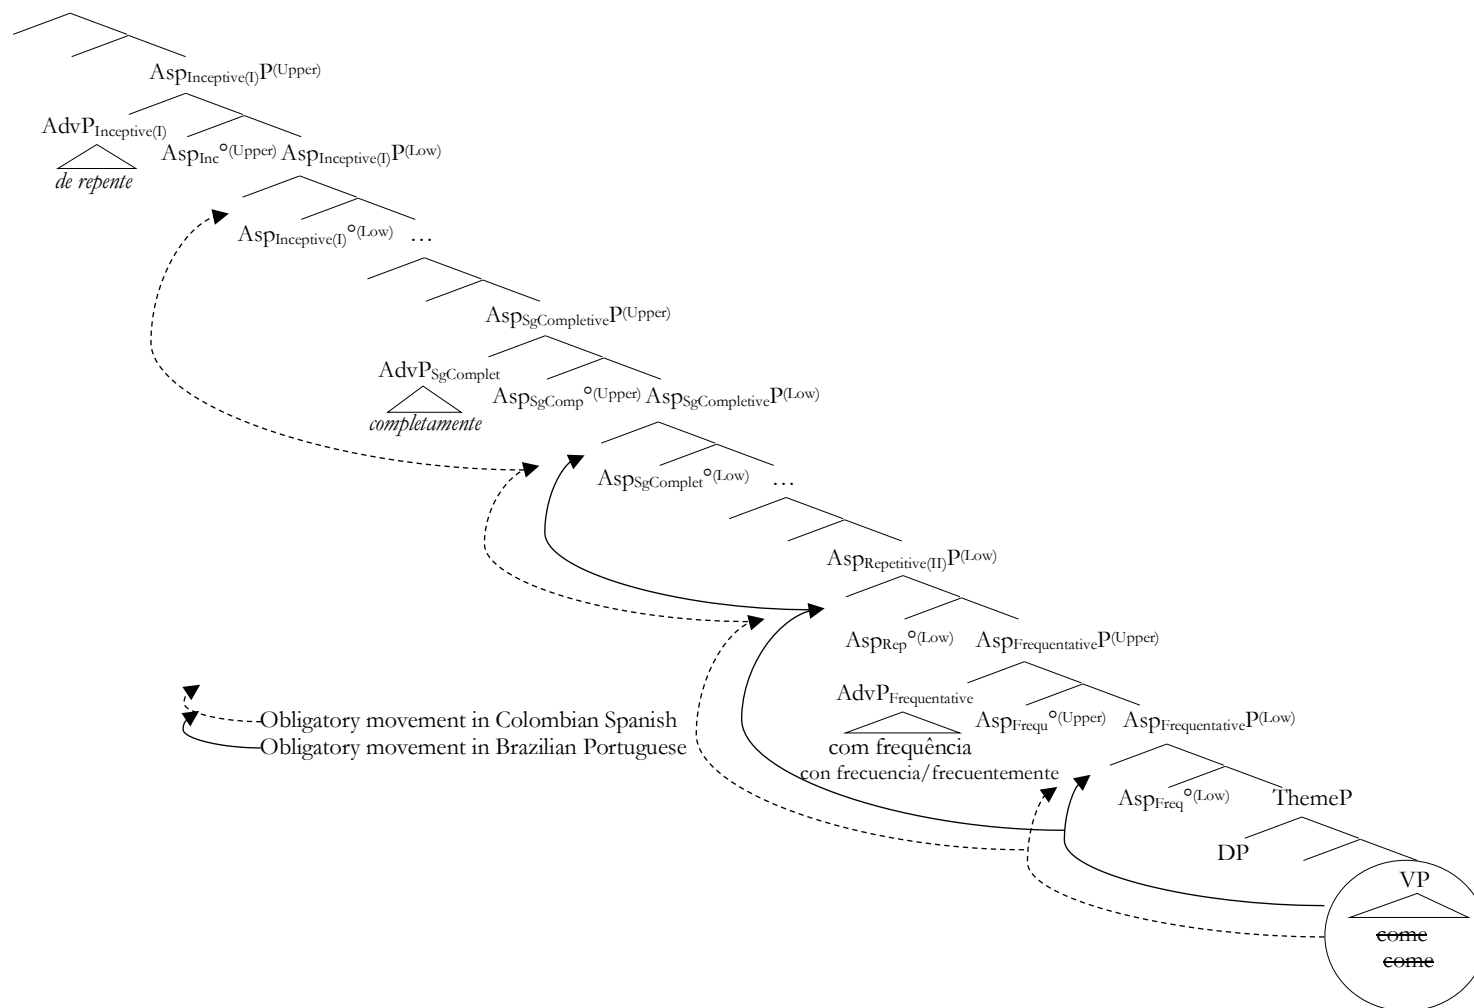 AspInceptive(I)P(Upper)
AdvPInceptive(I)
AspInc°(Upper) AspInceptive(I)P(Low)
de repente
AspInceptive(I)°(Low) …
AspSgCompletiveP(Upper)
AdvPSgComplet
AspSgComp°(Upper) AspSgCompletiveP(Low)
completamente
AspSgComplet°(Low) …
AspRepetitive(II)P(Low)
AspRep°(Low) AspFrequentativeP(Upper)
AdvPFrequentative
AspFrequ°(Upper) AspFrequentativeP(Low)
Obligatory movement in Colombian Spanish
Obligatory movement in Brazilian Portuguese
com frequência
con frecuencia/frecuentemente
AspFreq°(Low) ThemeP
DP
VP
come
come